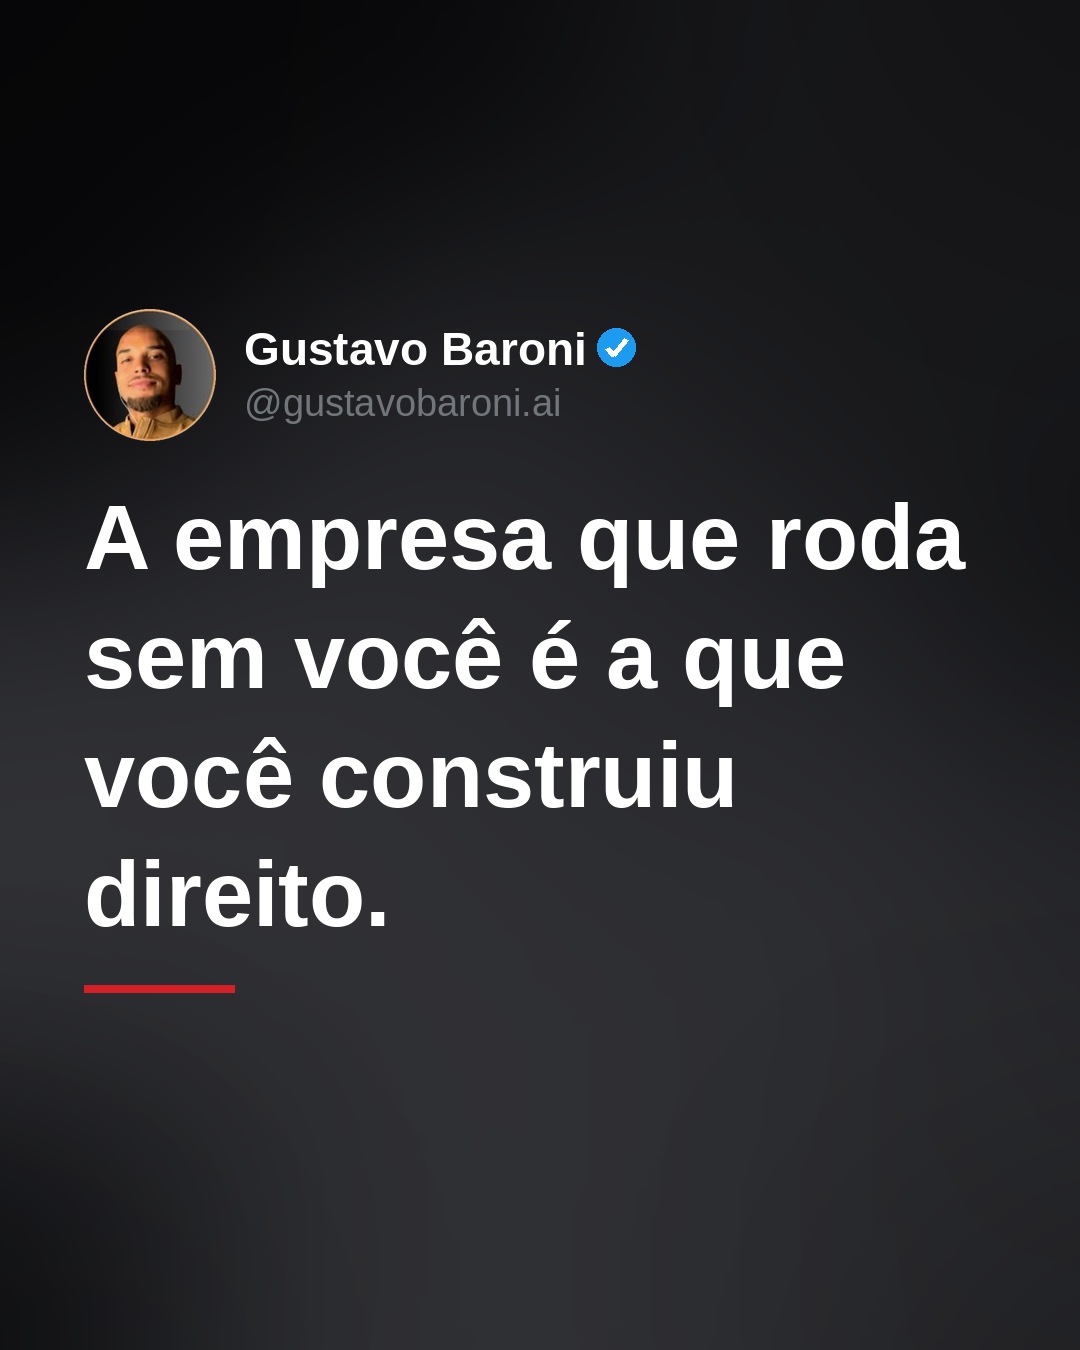 Gustavo Baroni
@gustavobaroni.ai
A empresa que roda
sem você é a que
você construiu
direito.